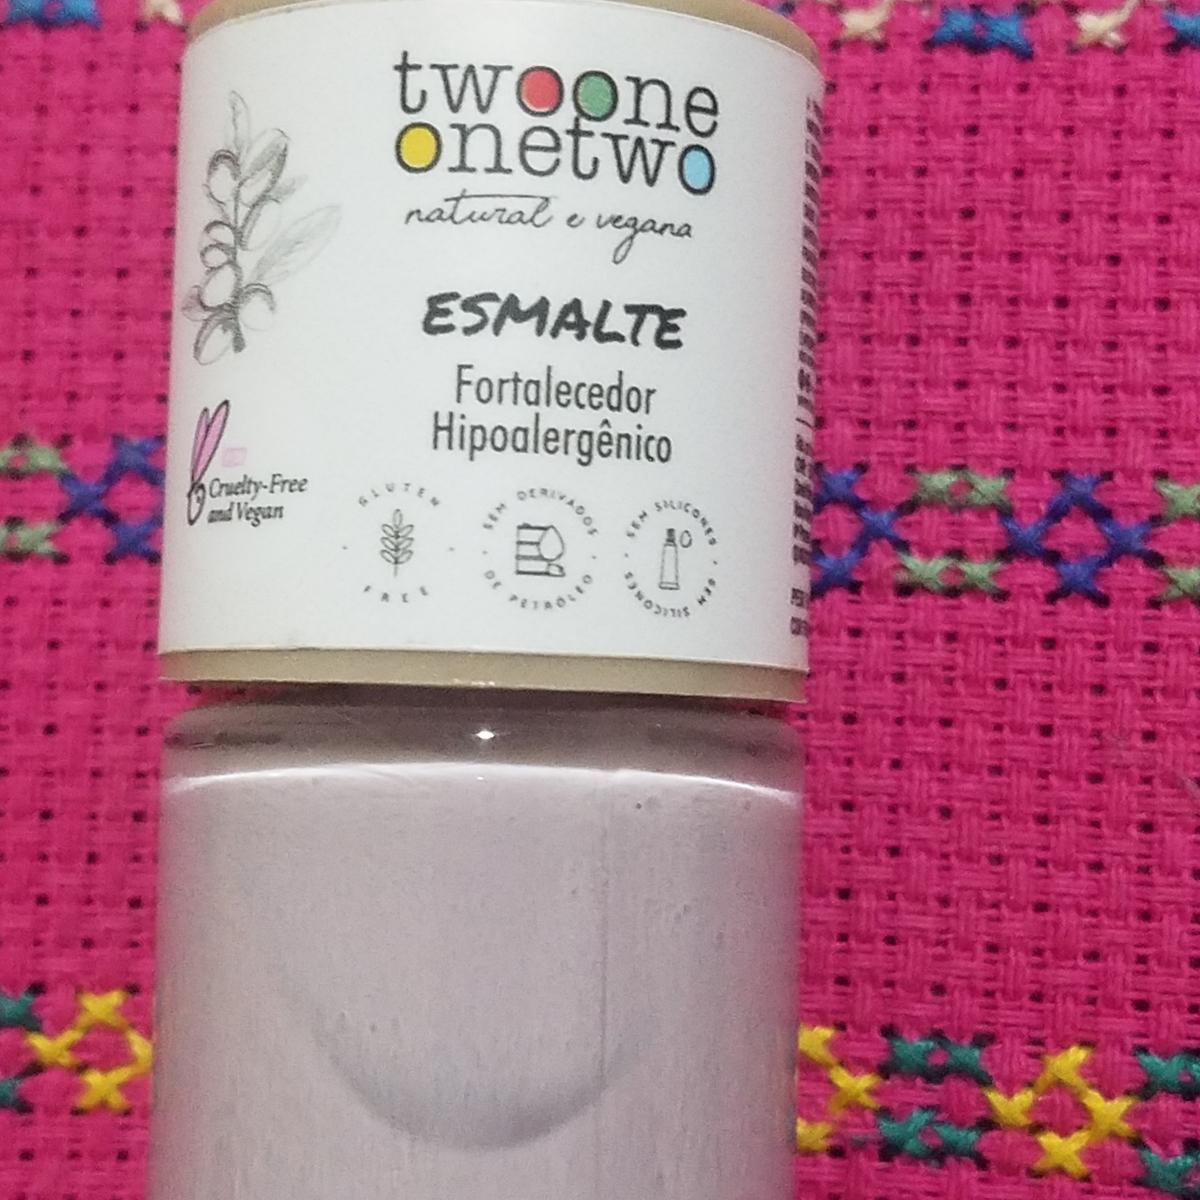 twoone
onetwo
natural e vegana
ESMALTE
Fortalecedor
Hipoalergênico
Cruelty-Free
and Vegan
GLUTEN
FREE
SEM DERIVADOS
DE PETRÓLEO
SEM SILICONES
SEM SILICONES